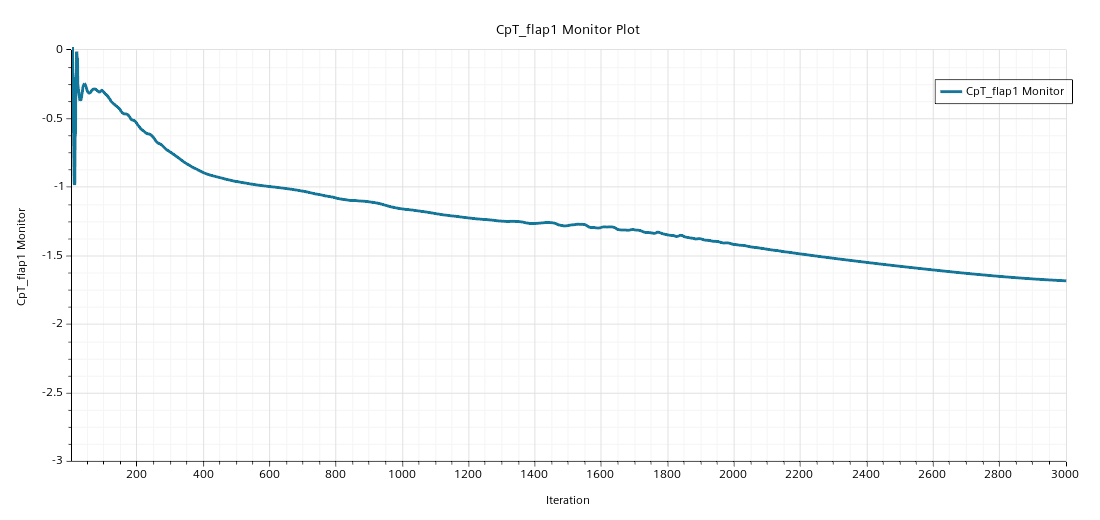 CpT_flap1 Monitor Plot
CpT_flap1 Monitor
0
-0.5
-1
-1.5
-2
-2.5
-3
CpT_flap1 Monitor
200 400 600 800 1000 1200 1400 1600 1800 2000 2200 2400 2600 2800 3000
Iteration